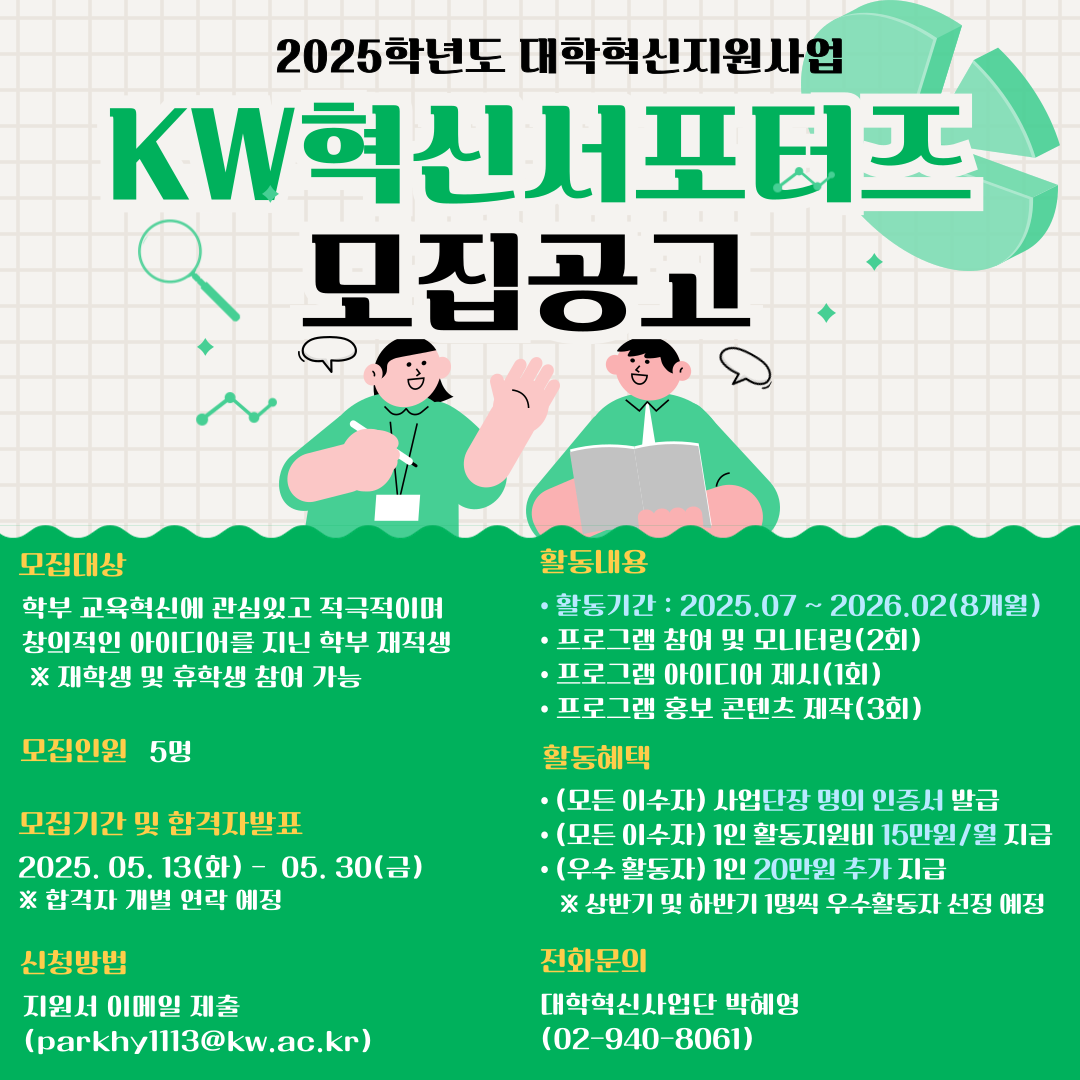 2025학년도 대학혁신지원사업
KW혁신서포터즈
모집공고
모집대상
학부 교육혁신에 관심있고 적극적이며
창의적인 아이디어를 지닌 학부 재적생
※ 재학생 및 휴학생 참여 가능
모집인원 5명
모집기간 및 합격자발표
2025. 05. 13(화) - 05. 30(금)
※ 합격자 개별 연락 예정
신청방법
지원서 이메일 제출
(parkhy1113@kw.ac.kr)
활동내용
• 활동기간 : 2025.07 ~ 2026.02(8개월)
• 프로그램 참여 및 모니터링(2회)
• 프로그램 아이디어 제시(1회)
• 프로그램 홍보 콘텐츠 제작(3회)
활동혜택
• (모든 이수자) 사업단장 명의 인증서 발급
• (모든 이수자) 1인 활동지원비 15만원/월 지급
• (우수 활동자) 1인 20만원 추가 지급
※ 상반기 및 하반기 1명씩 우수활동자 선정 예정
전화문의
대학혁신사업단 박혜영
(02-940-8061)